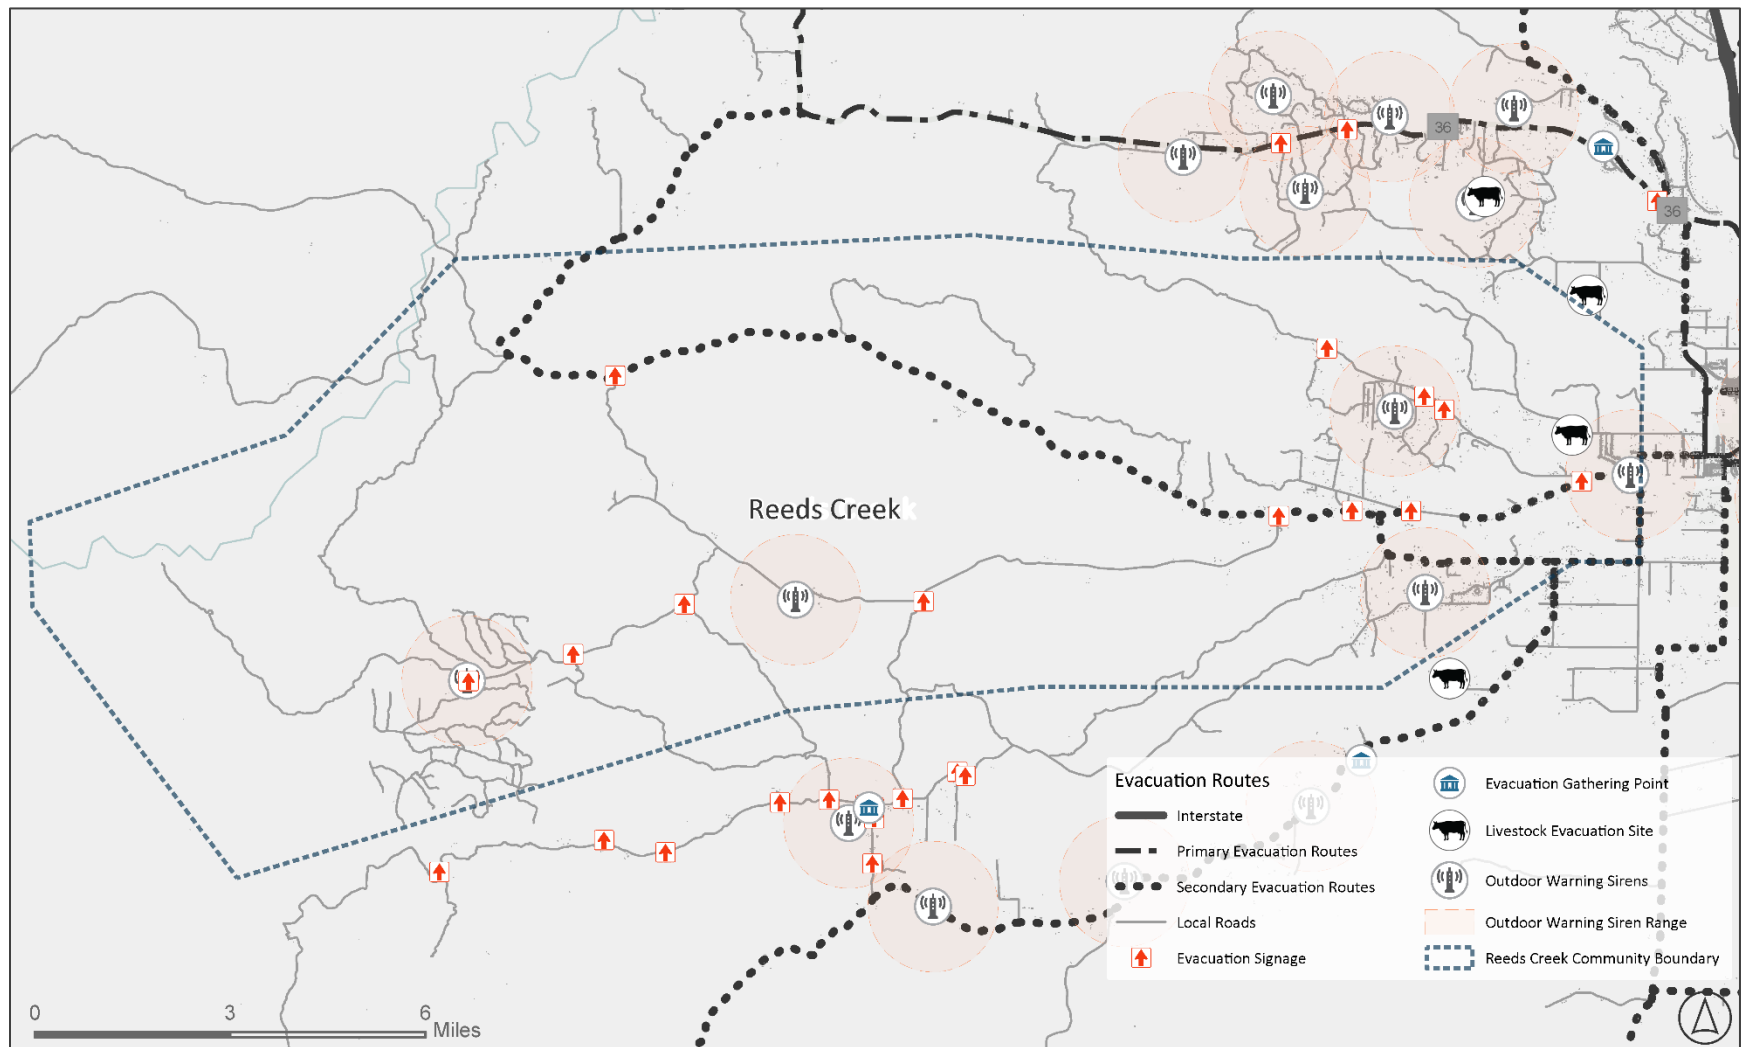 36
36
Reeds Creek
Evacuation Routes
Interstate
Primary Evacuation Routes
Secondary Evacuation Routes
Local Roads
Evacuation Signage
Evacuation Gathering Point
Livestock Evacuation Site
Outdoor Warning Sirens
Outdoor Warning Siren Range
Reeds Creek Community Boundary
0 3 6
Miles